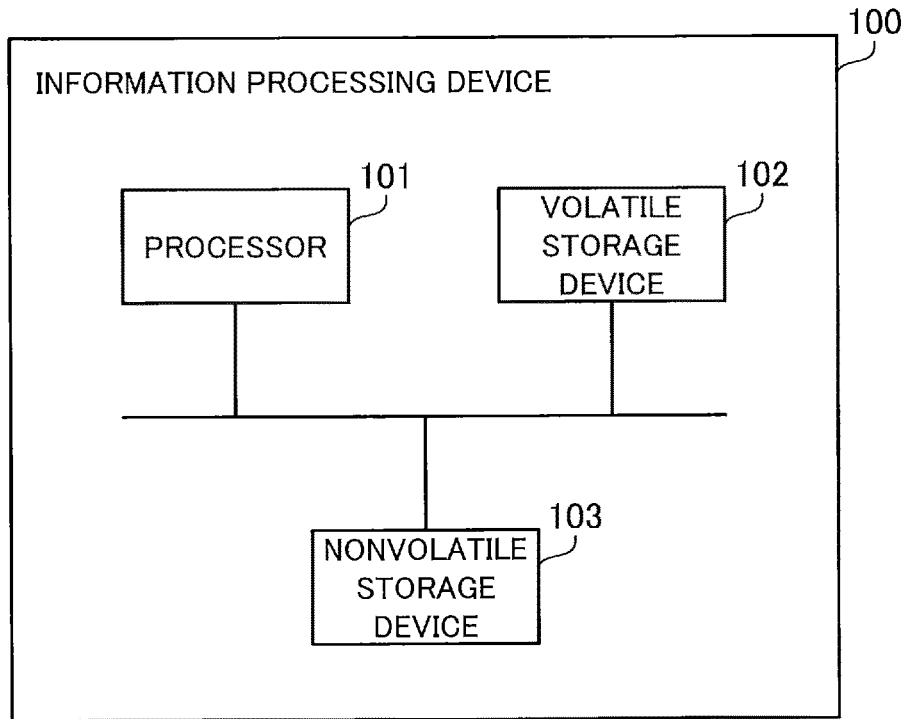 100
INFORMATION PROCESSING DEVICE
101
PROCESSOR
102
VOLATILE
STORAGE
DEVICE
103
NONVOLATILE
STORAGE
DEVICE